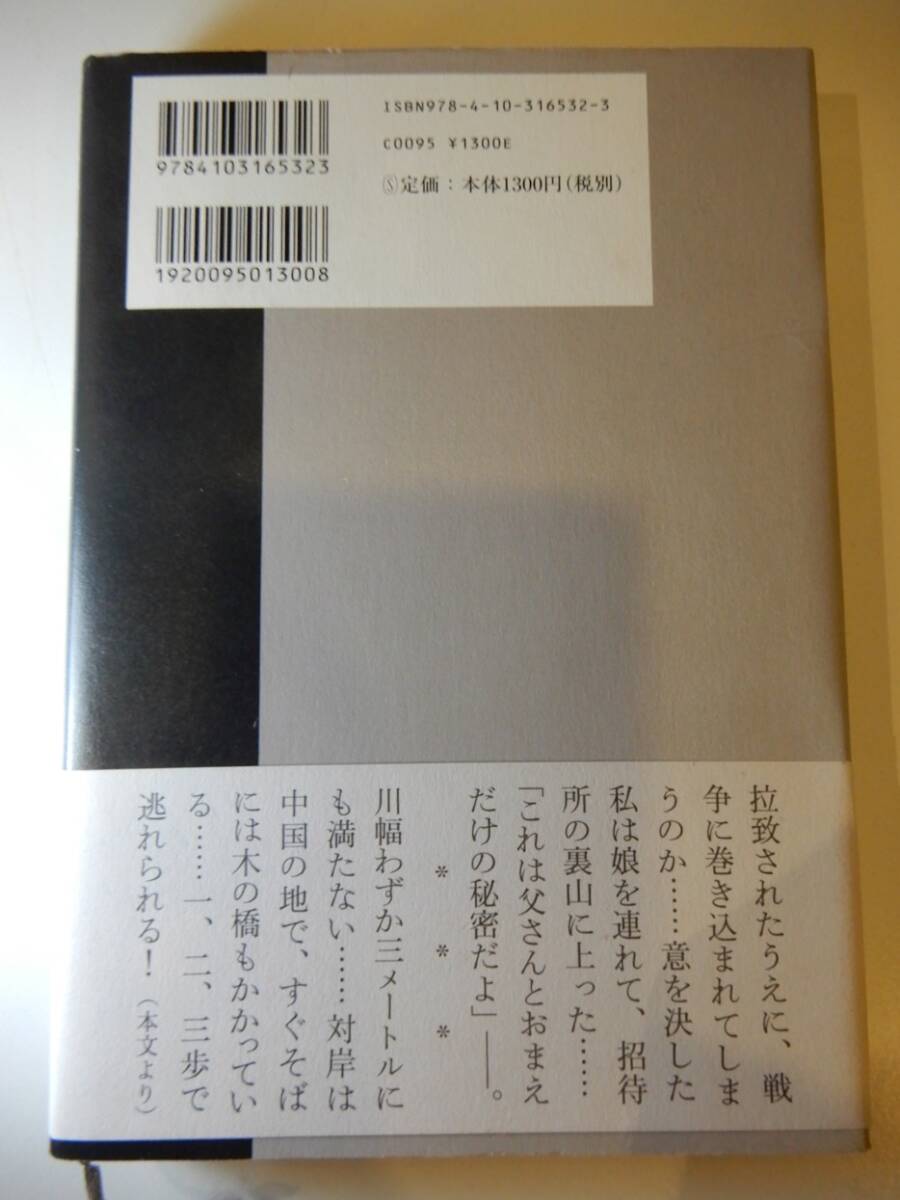 ISBN978-4-10-316532-3
C0095 ¥1300E
Ⓢ定価：本体1300円(税別)
9784103165323
1920095013008
拉致されたうえに、戦
争に巻き込まれてしま
うのか……意を決した
私は娘を連れて、招待
所の裏山に上った……
「これは父さんとおまえ
だけの秘密だよ」――。
＊ ＊ ＊
川幅わずか三メートルに
も満たない……対岸は
中国の地で、すぐそば
には木の橋もかかってい
る……一、二、三歩で
逃れられる！（本文より）